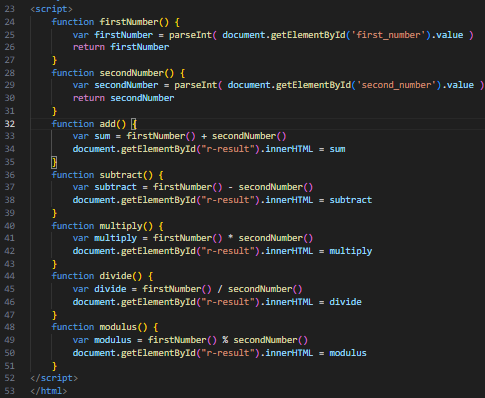 23 <script>
24 function firstNumber() {
25 var firstNumber = parseInt( document.getElementById('first_number').value )
26 return firstNumber
27 }
28 function secondNumber() {
29 var secondNumber = parseInt( document.getElementById('second_number').value )
30 return secondNumber
31 }
32 function add() {
33 var sum = firstNumber() + secondNumber()
34 document.getElementById("r-result").innerHTML = sum
35 }
36 function subtract() {
37 var subtract = firstNumber() - secondNumber()
38 document.getElementById("r-result").innerHTML = subtract
39 }
40 function multiply() {
41 var multiply = firstNumber() * secondNumber()
42 document.getElementById("r-result").innerHTML = multiply
43 }
44 function divide() {
45 var divide = firstNumber() / secondNumber()
46 document.getElementById("r-result").innerHTML = divide
47 }
48 function modulus() {
49 var modulus = firstNumber() % secondNumber()
50 document.getElementById("r-result").innerHTML = modulus
51 }
52 </script>
53 </html>